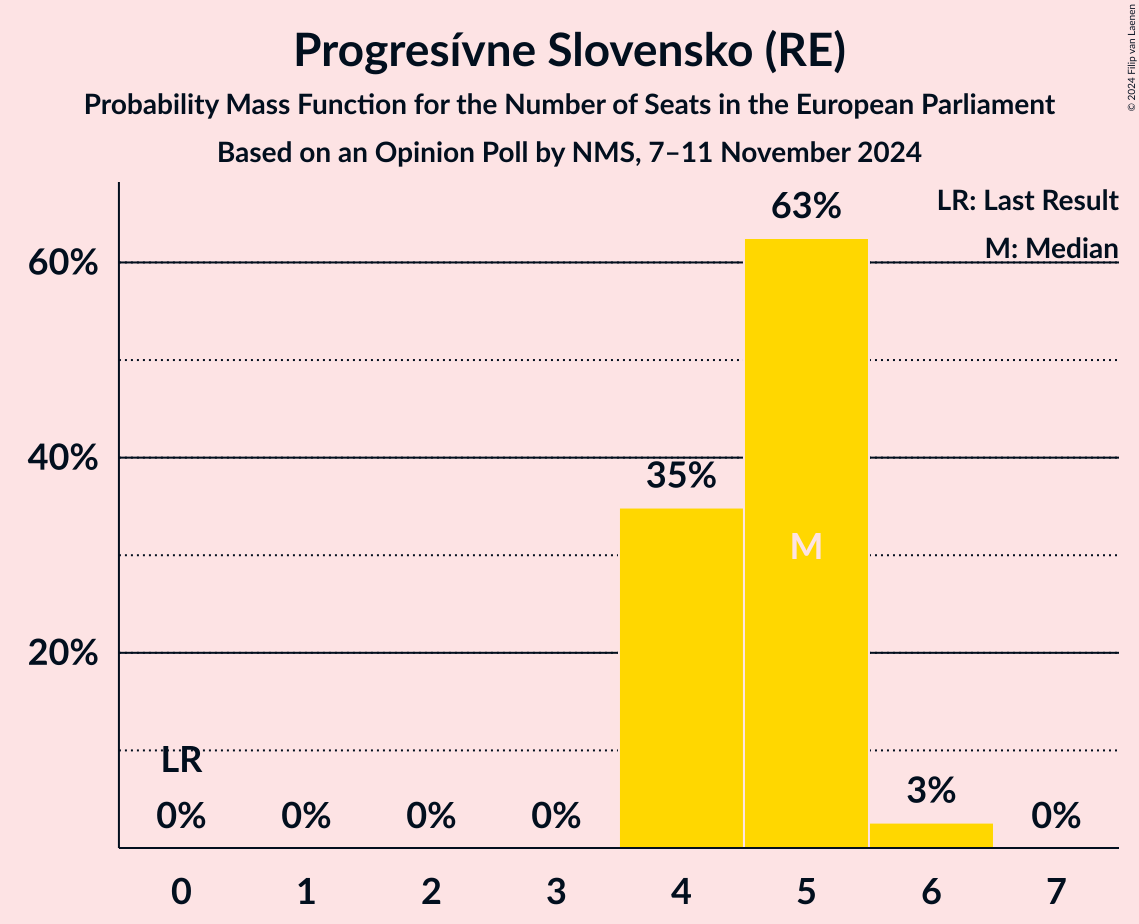 Progresívne Slovensko (RE)
Probability Mass Function for the Number of Seats in the European Parliament
Based on an Opinion Poll by NMS, 7–11 November 2024
© 2024 Filip van Laenen
LR: Last Result
M: Median
63%
60%
40%
35%
M
20%
LR
0%
0%
0%
0%
3%
0%
0
1
2
3
4
5
6
7